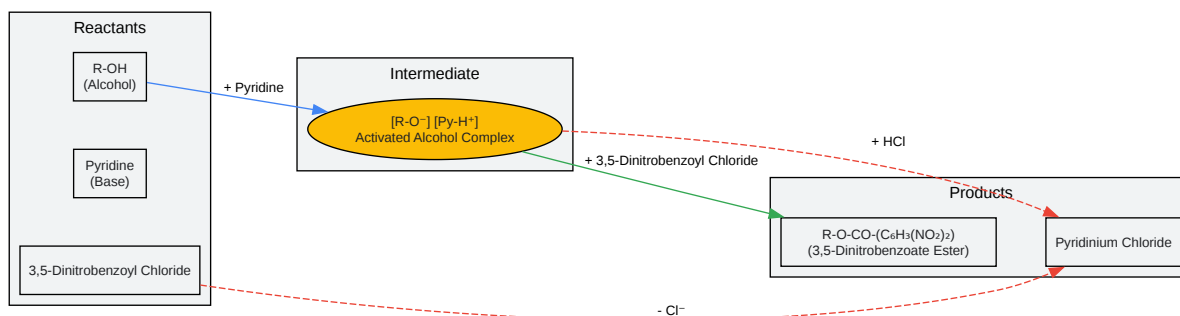 Reactants
R-OH
(Alcohol)
+ Pyridine
Pyridine
(Base)
3,5-Dinitrobenzoyl Chloride
Intermediate
[R-O⁻] [Py-H⁺]
Activated Alcohol Complex
+ HCl
+ 3,5-Dinitrobenzoyl Chloride
Products
R-O-CO-(C₆H₃(NO₂)₂)
(3,5-Dinitrobenzoate Ester)
Pyridinium Chloride
- Cl⁻